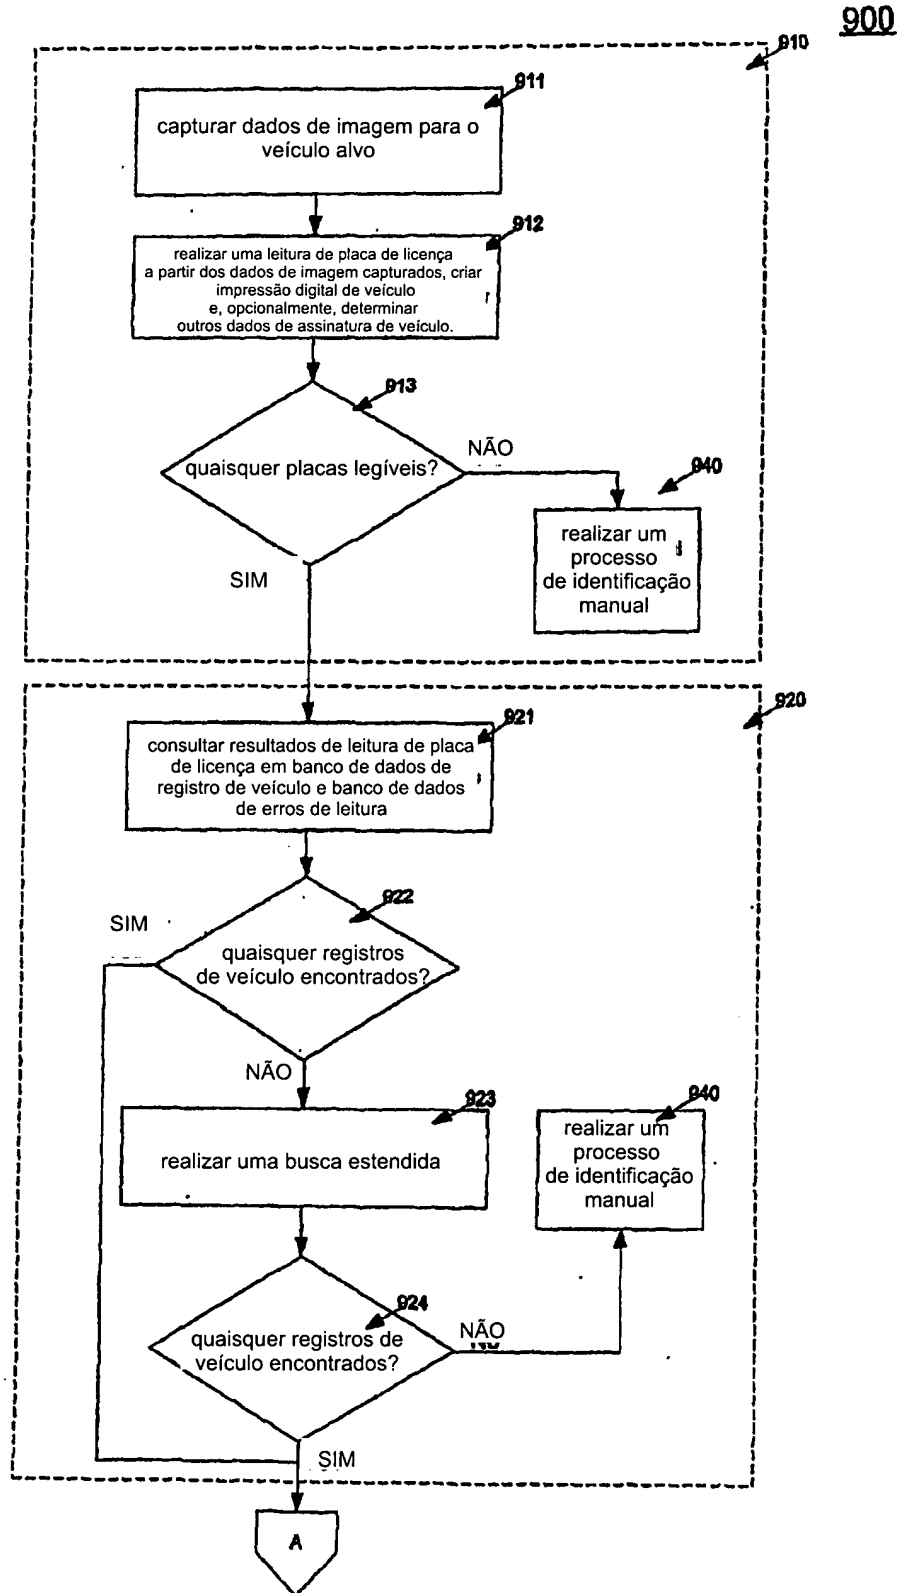 900
910
911
capturar dados de imagem para o
veículo alvo
912
realizar uma leitura de placa de licença
a partir dos dados de imagem capturados, criar
impressão digital de veículo
e, opcionalmente, determinar
outros dados de assinatura de veículo.
913
quaisquer placas legíveis?
NÃO
940
realizar um
processo
de identificação
manual
SIM
920
921
consultar resultados de leitura de placa
de licença em banco de dados de
registro de veículo e banco de dados
de erros de leitura
922
SIM
quaisquer registros
de veículo encontrados?
NÃO
923
realizar uma busca estendida
940
realizar um
processo
de identificação
manual
924
quaisquer registros de
veículo encontrados?
NÃO
SIM
A